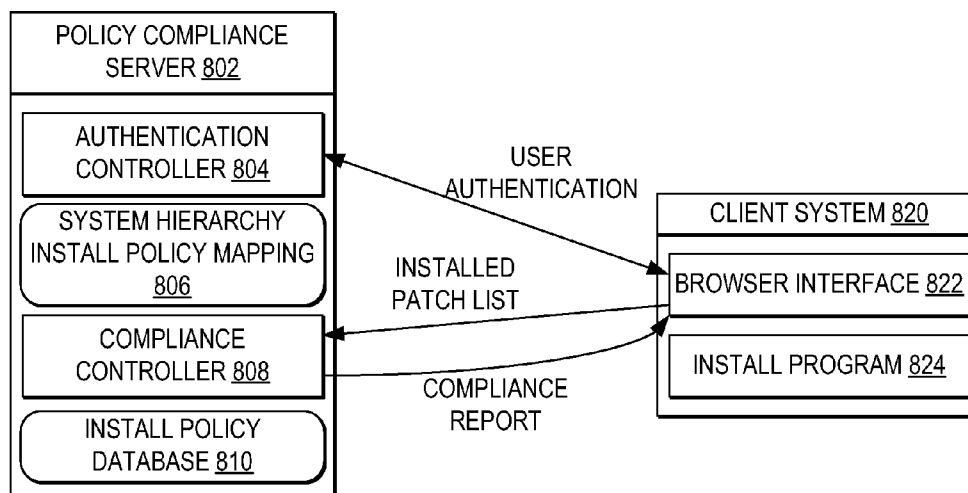 POLICY COMPLIANCE
SERVER 802
AUTHENTICATION
CONTROLLER 804
SYSTEM HIERARCHY
INSTALL POLICY MAPPING
806
COMPLIANCE
CONTROLLER 808
INSTALL POLICY
DATABASE 810
USER
AUTHENTICATION
INSTALLED
PATCH LIST
COMPLIANCE
REPORT
CLIENT SYSTEM 820
BROWSER INTERFACE 822
INSTALL PROGRAM 824